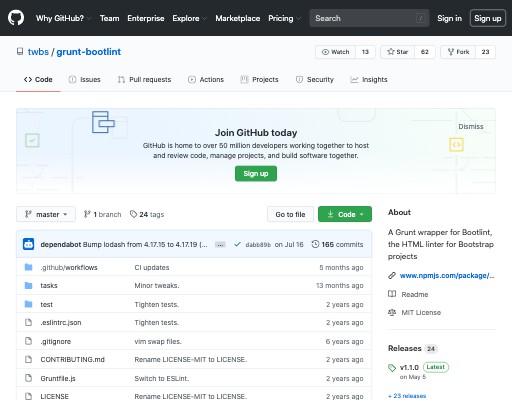 Why GitHub? Team Enterprise Explore Marketplace Pricing Search / Sign in Sign up
twbs / grunt-bootlint Watch 13 Star 62 Fork 23
Code Issues Pull requests Actions Projects Security Insights
Join GitHub today
Dismiss
GitHub is home to over 50 million developers working together to host
and review code, manage projects, and build software together.
Sign up
master 1 branch 24 tags Go to file Code
dependabot Bump lodash from 4.17.15 to 4.17.19 (… ... dabb89b on Jul 16 165 commits
.github/workflows CI updates 5 months ago
tasks Minor tweaks. 13 months ago
test Tighten tests. 2 years ago
.eslintrc.json Tighten tests. 2 years ago
.gitignore vim swap files. 6 years ago
CONTRIBUTING.md Rename LICENSE-MIT to LICENSE. 2 years ago
Gruntfile.js Switch to ESLint. 2 years ago
LICENSE Rename LICENSE-MIT to LICENSE. 2 years ago
About
A Grunt wrapper for Bootlint,
the HTML linter for Bootstrap
projects
www.npmjs.com/package/…
Readme
MIT License
Releases 24
v1.1.0 Latest
on May 5
+ 23 releases